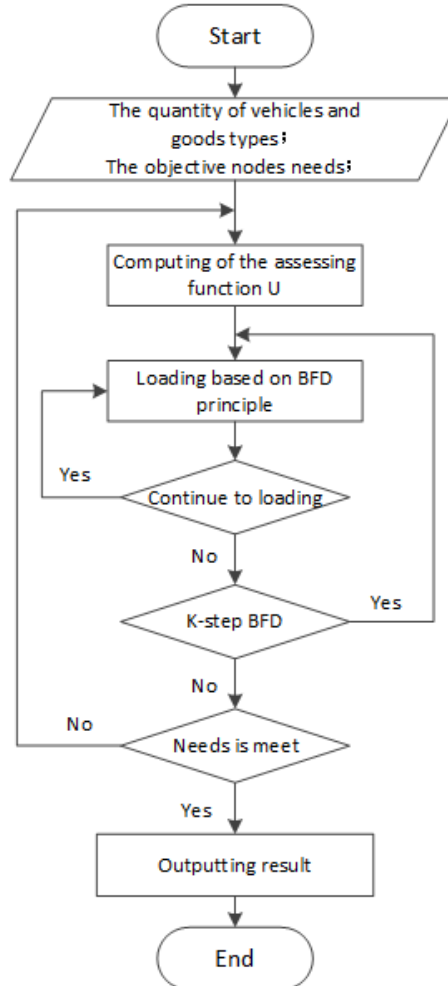 Start
The quantity of vehicles and
goods types;
The objective nodes needs;
Computing of the assessing
function U
Loading based on BFD
principle
Yes
Continue to loading
No
K-step BFD
Yes
No
No
Needs is meet
Yes
Outputting result
End